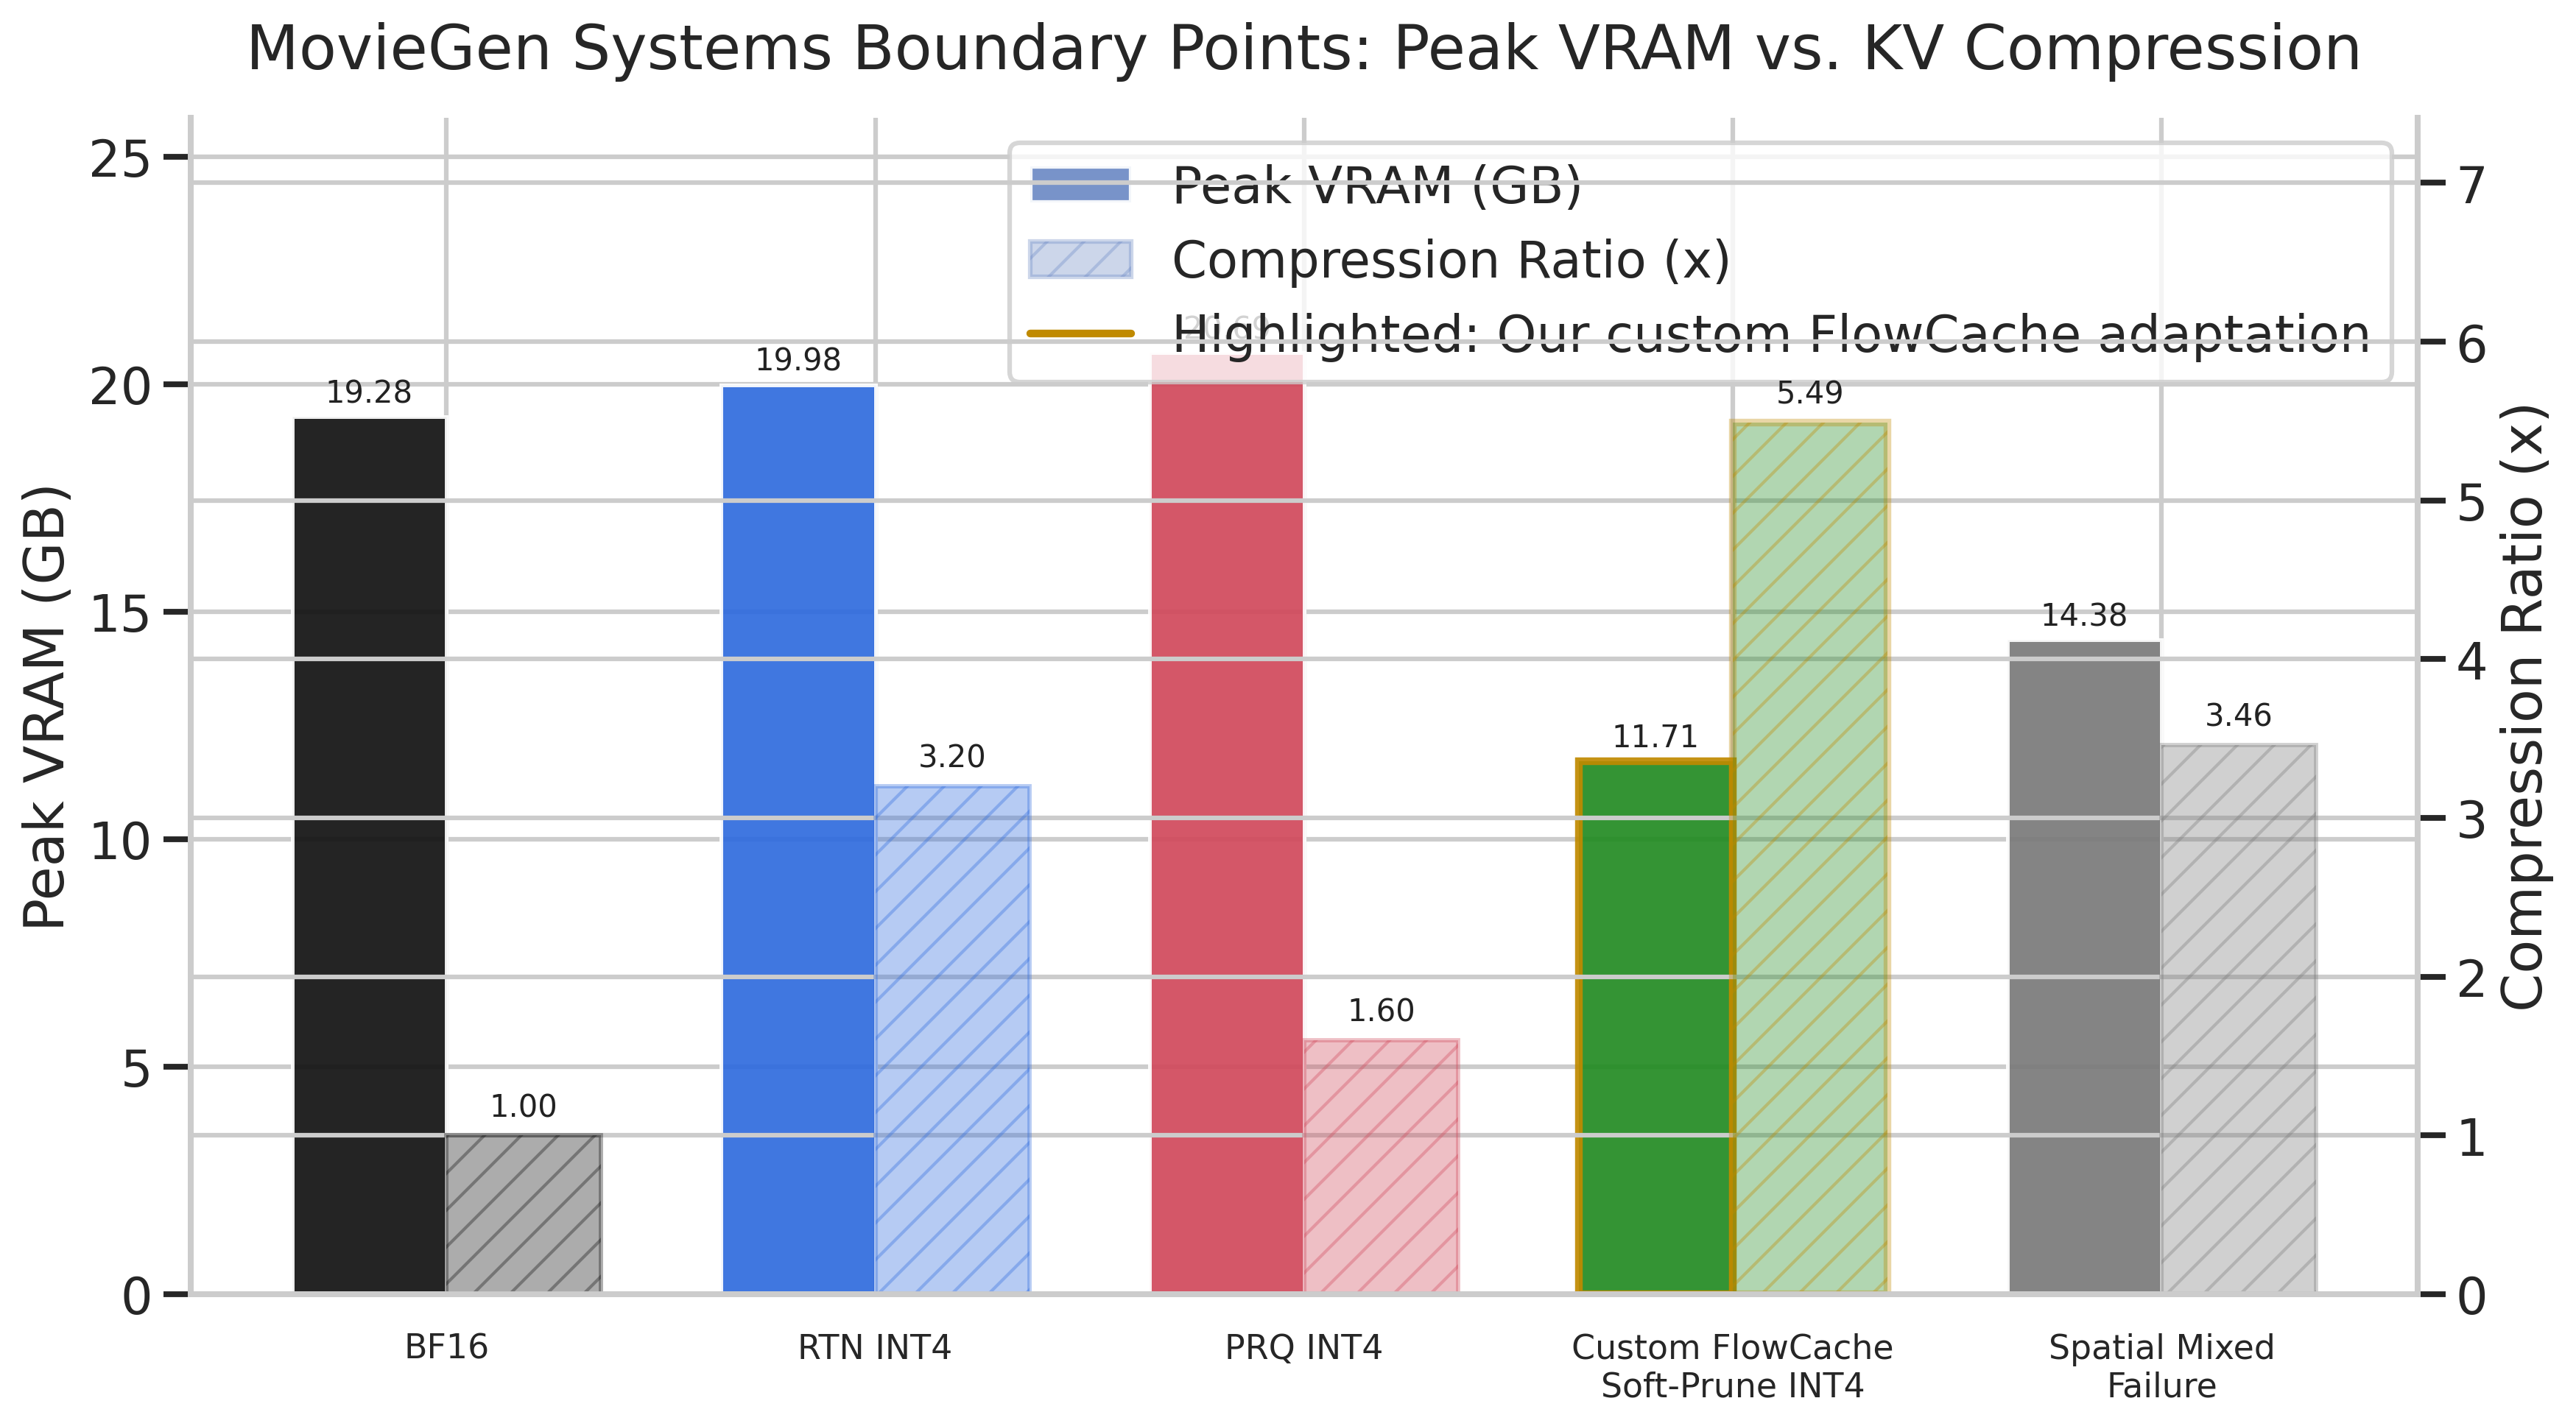 MovieGen Systems Boundary Points: Peak VRAM vs. KV Compression
Peak VRAM (GB)
25
20
15
10
5
0
Peak VRAM (GB)
Compression Ratio (x)
Highlighted: Our custom FlowCache adaptation
19.28
1.00
19.98
3.20
20.69
1.60
11.71
5.49
14.38
3.46
7
6
5
4
3
2
1
0
Compression Ratio (x)
BF16
RTN INT4
PRQ INT4
Custom FlowCache
Soft-Prune INT4
Spatial Mixed
Failure